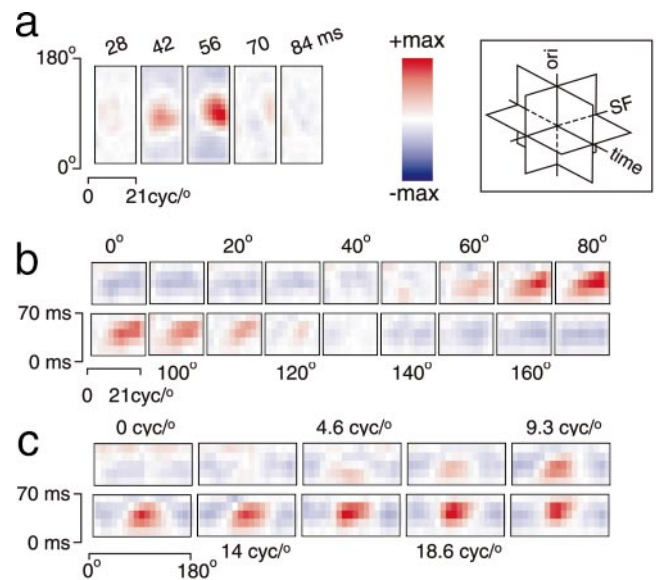 a
28 42 56 70 84 ms
180°
0°
0 21cyc/°
+max
-max
ori
SF
time
b
0° 20° 40° 60° 80°
70 ms
0 ms
100° 120° 140° 160°
0 21cyc/°
c
0 cyc/° 4.6 cyc/° 9.3 cyc/°
70 ms
0 ms
14 cyc/° 18.6 cyc/°
0° 180°